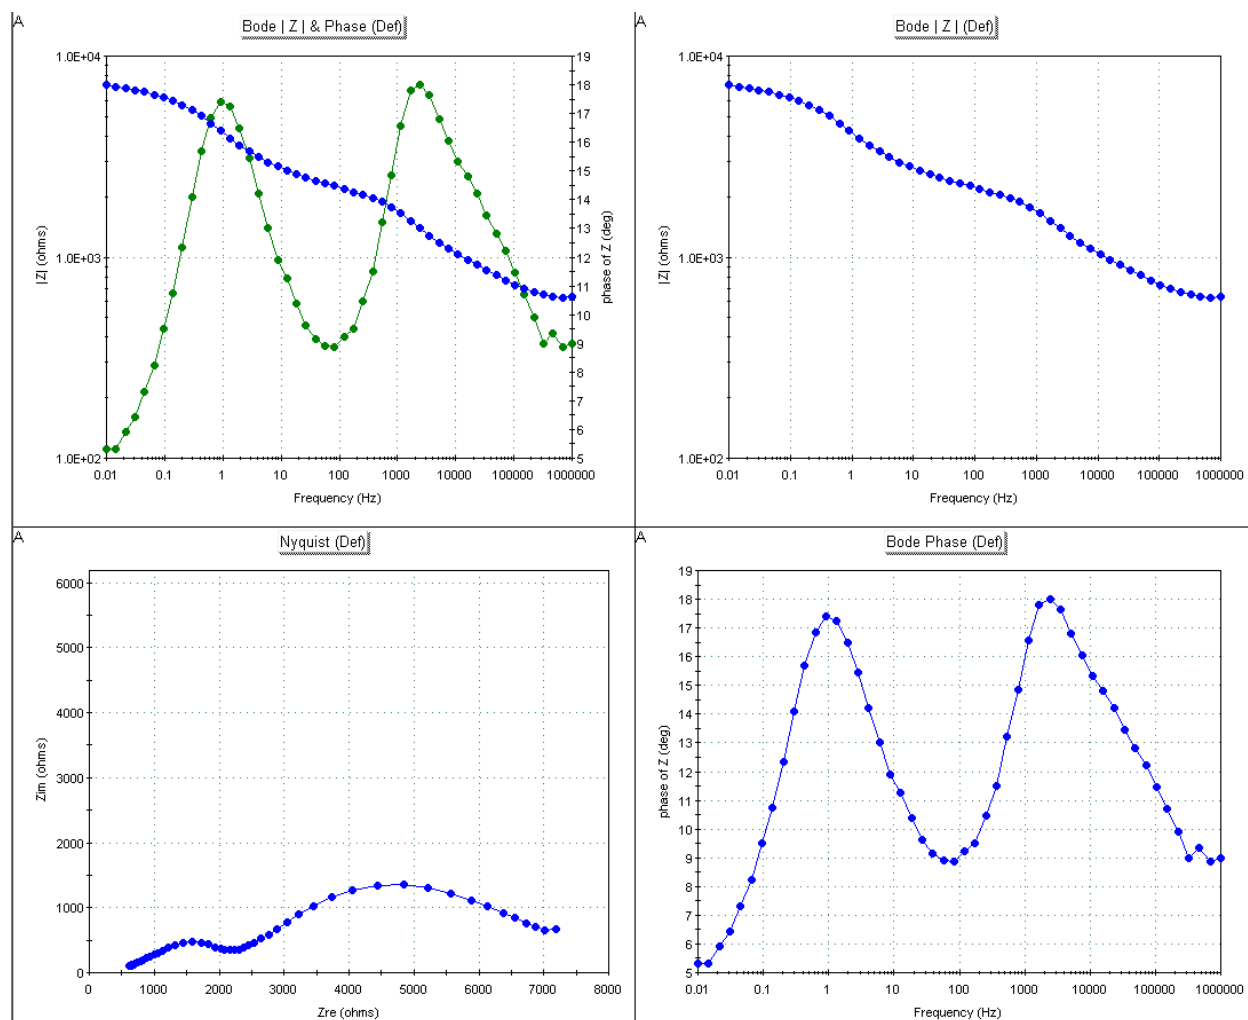 A
Bode | Z | & Phase (Def)
1.0E+04
1.0E+03
1.0E+02
|Z| (ohms)
19
18
17
16
15
14
13
12
11
10
9
8
7
6
5
phase of Z (deg)
0.01 0.1 1 10 100 1000 10000 100000 1000000
Frequency (Hz)
A
Bode | Z | (Def)
1.0E+04
1.0E+03
1.0E+02
|Z| (ohms)
0.01 0.1 1 10 100 1000 10000 100000 1000000
Frequency (Hz)
A
Nyquist (Def)
6000
5000
4000
3000
2000
1000
0
Zim (ohms)
0 1000 2000 3000 4000 5000 6000 7000 8000
Zre (ohms)
A
Bode Phase (Def)
19
18
17
16
15
14
13
12
11
10
9
8
7
6
5
phase of Z (deg)
0.01 0.1 1 10 100 1000 10000 100000 1000000
Frequency (Hz)